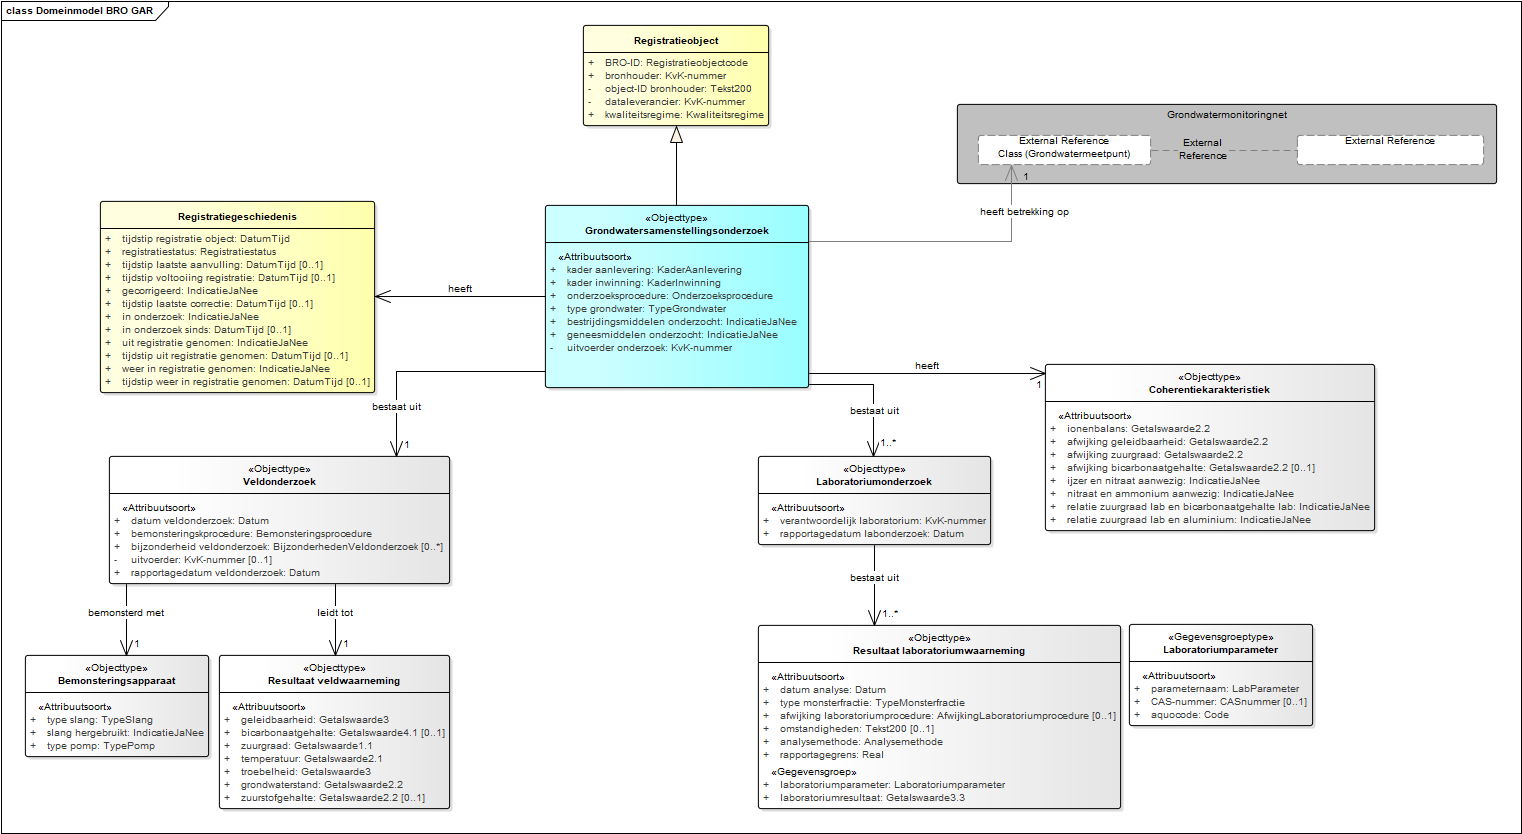 class Domeinmodel BRO GAR
Registratieobject
+ BRO-ID: Registratieobjectcode
+ bronhouder: KvK-nummer
- object-ID bronhouder: Tekst200
- dataleverancier: KvK-nummer
+ kwaliteitsregime: Kwaliteitsregime
Grondwatermonitoringnet
External Reference
Class (Grondwatermeetpunt)
External
Reference
External Reference
1
heeft betrekking op
Registratiegeschiedenis
+ tijdstip registratie object: DatumTijd
+ registratiestatus: Registratiestatus
+ tijdstip laatste aanvulling: DatumTijd [0..1]
+ tijdstip voltooiing registratie: DatumTijd [0..1]
+ gecorrigeerd: IndicatieJaNee
+ tijdstip laatste correctie: DatumTijd [0..1]
+ in onderzoek: IndicatieJaNee
+ in onderzoek sinds: DatumTijd [0..1]
+ uit registratie genomen: IndicatieJaNee
+ tijdstip uit registratie genomen: DatumTijd [0..1]
+ weer in registratie genomen: IndicatieJaNee
+ tijdstip weer in registratie genomen: DatumTijd [0..1]
heeft
«Objecttype»
Grondwatersamenstellingsonderzoek
«Attribuutsoort»
+ kader aanlevering: KaderAanlevering
+ kader inwinning: KaderInwinning
+ onderzoeksprocedure: Onderzoeksprocedure
+ type grondwater: TypeGrondwater
+ bestrijdingsmiddelen onderzocht: IndicatieJaNee
+ geneesmiddelen onderzocht: IndicatieJaNee
- uitvoerder onderzoek: KvK-nummer
heeft
1
«Objecttype»
Coherentiekarakteristiek
«Attribuutsoort»
+ ionenbalans: Getalswaarde2.2
+ afwijking geleidbaarheid: Getalswaarde2.2
+ afwijking zuurgraad: Getalswaarde2.2
+ afwijking bicarbonaatgehalte: Getalswaarde2.2 [0..1]
+ ijzer en nitraat aanwezig: IndicatieJaNee
+ nitraat en ammonium aanwezig: IndicatieJaNee
+ relatie zuurgraad lab en bicarbonaatgehalte lab: IndicatieJaNee
+ relatie zuurgraad lab en aluminium: IndicatieJaNee
bestaat uit
1
bestaat uit
1..*
«Objecttype»
Veldonderzoek
«Attribuutsoort»
+ datum veldonderzoek: Datum
+ bemonsteringskprocedure: Bemonsteringsprocedure
+ bijzonderheid veldonderzoek: BijzonderhedenVeldonderzoek [0..*]
- uitvoerder: KvK-nummer [0..1]
+ rapportagedatum veldonderzoek: Datum
«Objecttype»
Laboratoriumonderzoek
«Attribuutsoort»
+ verantwoordelijk laboratorium: KvK-nummer
+ rapportagedatum labonderzoek: Datum
bemonsterd met
1
leidt tot
1
bestaat uit
1..*
«Objecttype»
Bemonsteringsapparaat
«Attribuutsoort»
+ type slang: TypeSlang
+ slang hergebruikt: IndicatieJaNee
+ type pomp: TypePomp
«Objecttype»
Resultaat veldwaarneming
«Attribuutsoort»
+ geleidbaarheid: Getalswaarde3
+ bicarbonaatgehalte: Getalswaarde4.1 [0..1]
+ zuurgraad: Getalswaarde1.1
+ temperatuur: Getalswaarde2.1
+ troebelheid: Getalswaarde3
+ grondwaterstand: Getalswaarde2.2
+ zuurstofgehalte: Getalswaarde2.2 [0..1]
«Objecttype»
Resultaat laboratoriumwaarneming
«Attribuutsoort»
+ datum analyse: Datum
+ type monsterfractie: TypeMonsterfractie
+ afwijking laboratoriumprocedure: AfwijkingLaboratoriumprocedure [0..1]
+ omstandigheden: Tekst200 [0..1]
+ analysemethode: Analysemethode
+ rapportagegrens: Real
«Gegevensgroep»
+ laboratoriumparameter: Laboratoriumparameter
+ laboratoriumresultaat: Getalswaarde3.3
«Gegevensgroeptype»
Laboratoriumparameter
«Attribuutsoort»
+ parameternaam: LabParameter
+ CAS-nummer: CASnummer [0..1]
+ aquocode: Code